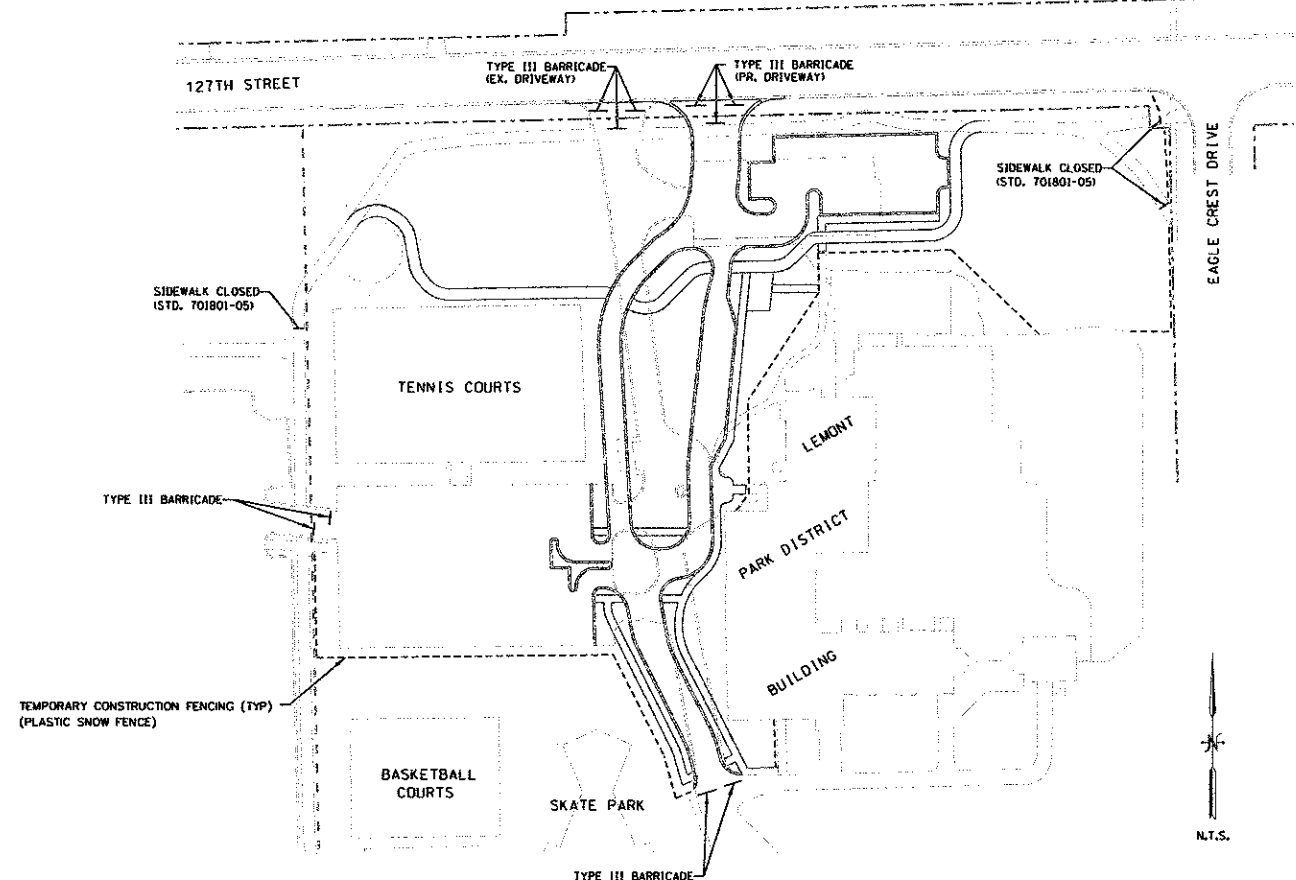 127TH STREET
TYPE III BARRICADE
(EX. DRIVEWAY)
TYPE III BARRICADE
(PR. DRIVEWAY)
SIDEWALK CLOSED
(STD. 701801-05)
EAGLE CREST DRIVE
SIDEWALK CLOSED
(STD. 701801-05)
TENNIS COURTS
LEMONT
PARK DISTRICT
BUILDING
TYPE III BARRICADE
TEMPORARY CONSTRUCTION FENCING (TYP)
(PLASTIC SNOW FENCE)
BASKETBALL
COURTS
SKATE PARK
TYPE III BARRICADE
N
N.T.S.